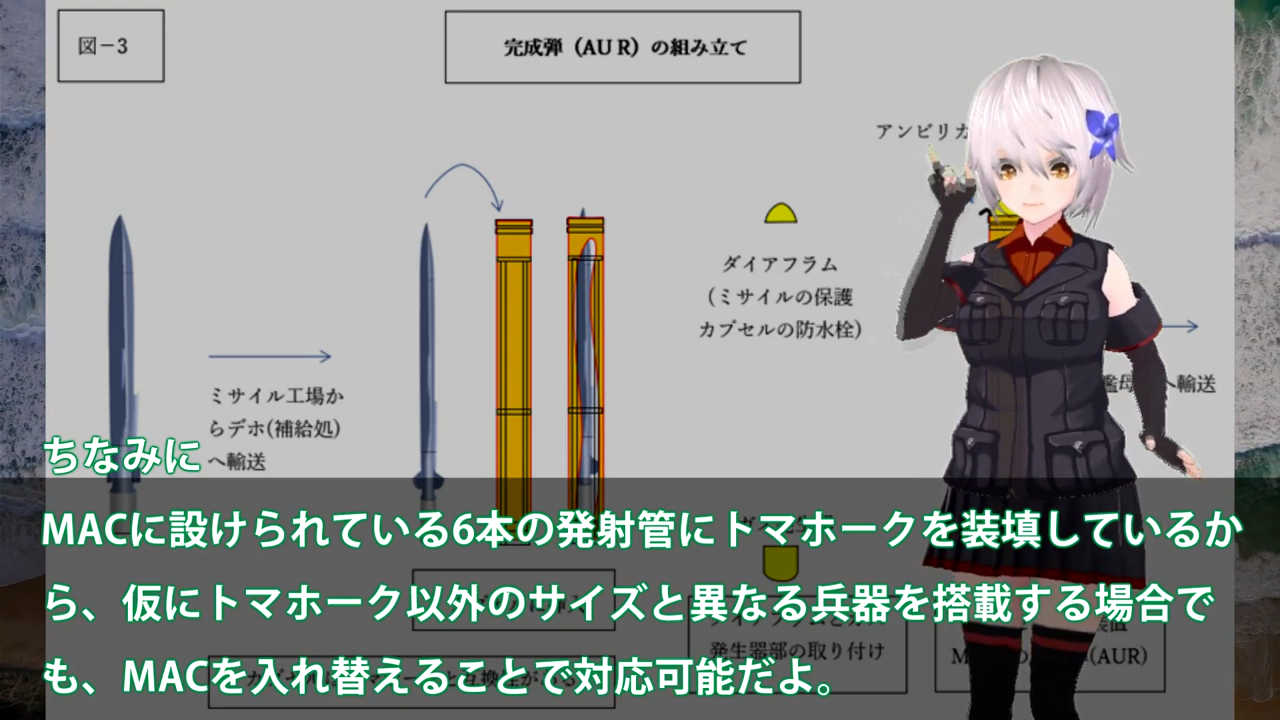 図－3
完成弾（AUR）の組み立て
アンビリカ
ダイアフラム
（ミサイルの保護
カプセルの防水栓）
ミサイル工場か
らデホ(補給処)
へ輸送
へ輸送
ちなみに
MACに設けられている6本の発射管にトマホークを装填しているか
ら、仮にトマホーク以外のサイズと異なる兵器を搭載する場合で
も、MACを入れ替えることで対応可能だよ。
発生器部の取り付け
(AUR)